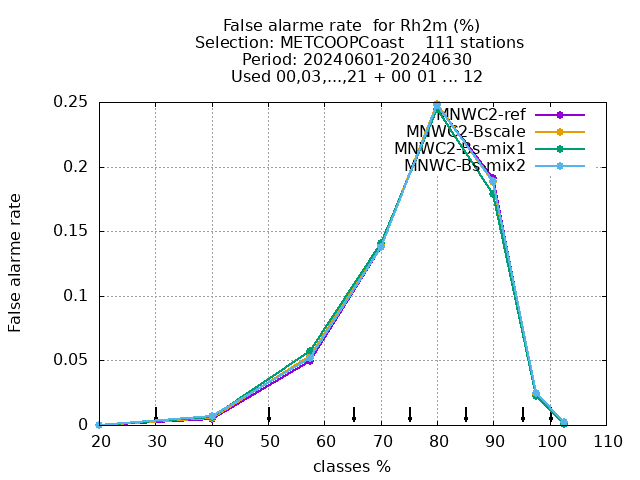 False alarme rate  for Rh2m (%)
Selection: METCOOPCoast    111 stations
Period: 20240601-20240630
Used 00,03,...,21 + 00 01 ... 12
MNWC2-ref
MNWC2-Bscale
MNWC2-Bs-mix1
MNWC-Bs-mix2
False alarme rate
0.25
0.2
0.15
0.1
0.05
0
20 30 40 50 60 70 80 90 100 110
classes %